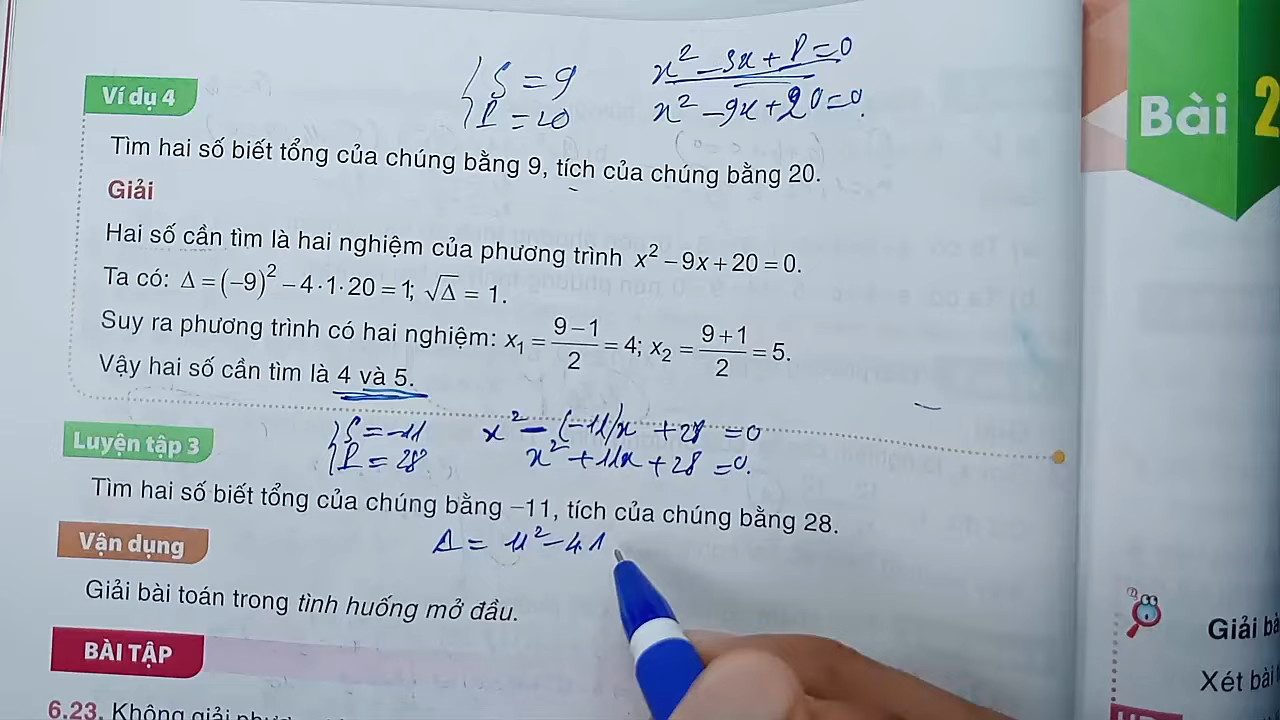 S = 9
P = 20
x² - Sx + P = 0
x² - 9x + 20 = 0.
Ví dụ 4
Bài 2
Tìm hai số biết tổng của chúng bằng 9, tích của chúng bằng 20.
Giải
Hai số cần tìm là hai nghiệm của phương trình x² – 9x + 20 = 0.
Ta có: Δ = (–9)² – 4·1·20 = 1; √Δ = 1.
Suy ra phương trình có hai nghiệm: x₁ = (9 – 1)/2 = 4; x₂ = (9 + 1)/2 = 5.
Vậy hai số cần tìm là 4 và 5.
Luyện tập 3
S = -11
P = 28
x² - (-11)x + 28 = 0
x² + 11x + 28 = 0.
Tìm hai số biết tổng của chúng bằng –11, tích của chúng bằng 28.
Δ = 11² - 4.1
Vận dụng
Giải bài toán trong tình huống mở đầu.
BÀI TẬP
6.23. Không giải
Giải
Xét bài